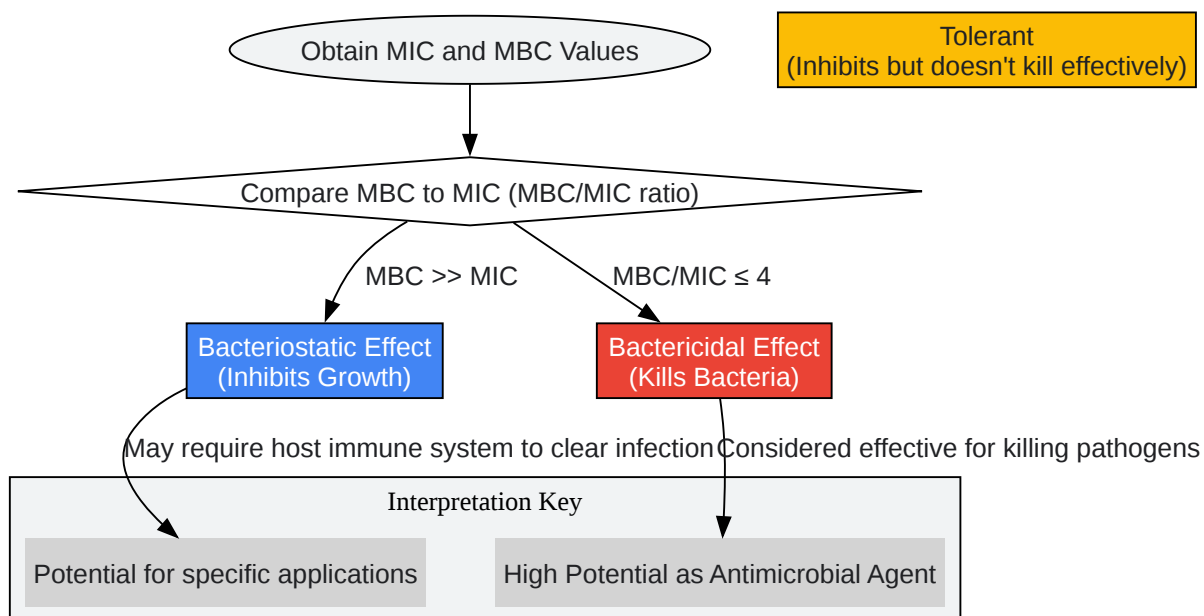 Obtain MIC and MBC Values
Tolerant
(Inhibits but doesn't kill effectively)
Compare MBC to MIC (MBC/MIC ratio)
MBC >> MIC
MBC/MIC ≤ 4
Bacteriostatic Effect
(Inhibits Growth)
Bactericidal Effect
(Kills Bacteria)
May require host immune system to clear infection
Considered effective for killing pathogens
Interpretation Key
Potential for specific applications
High Potential as Antimicrobial Agent